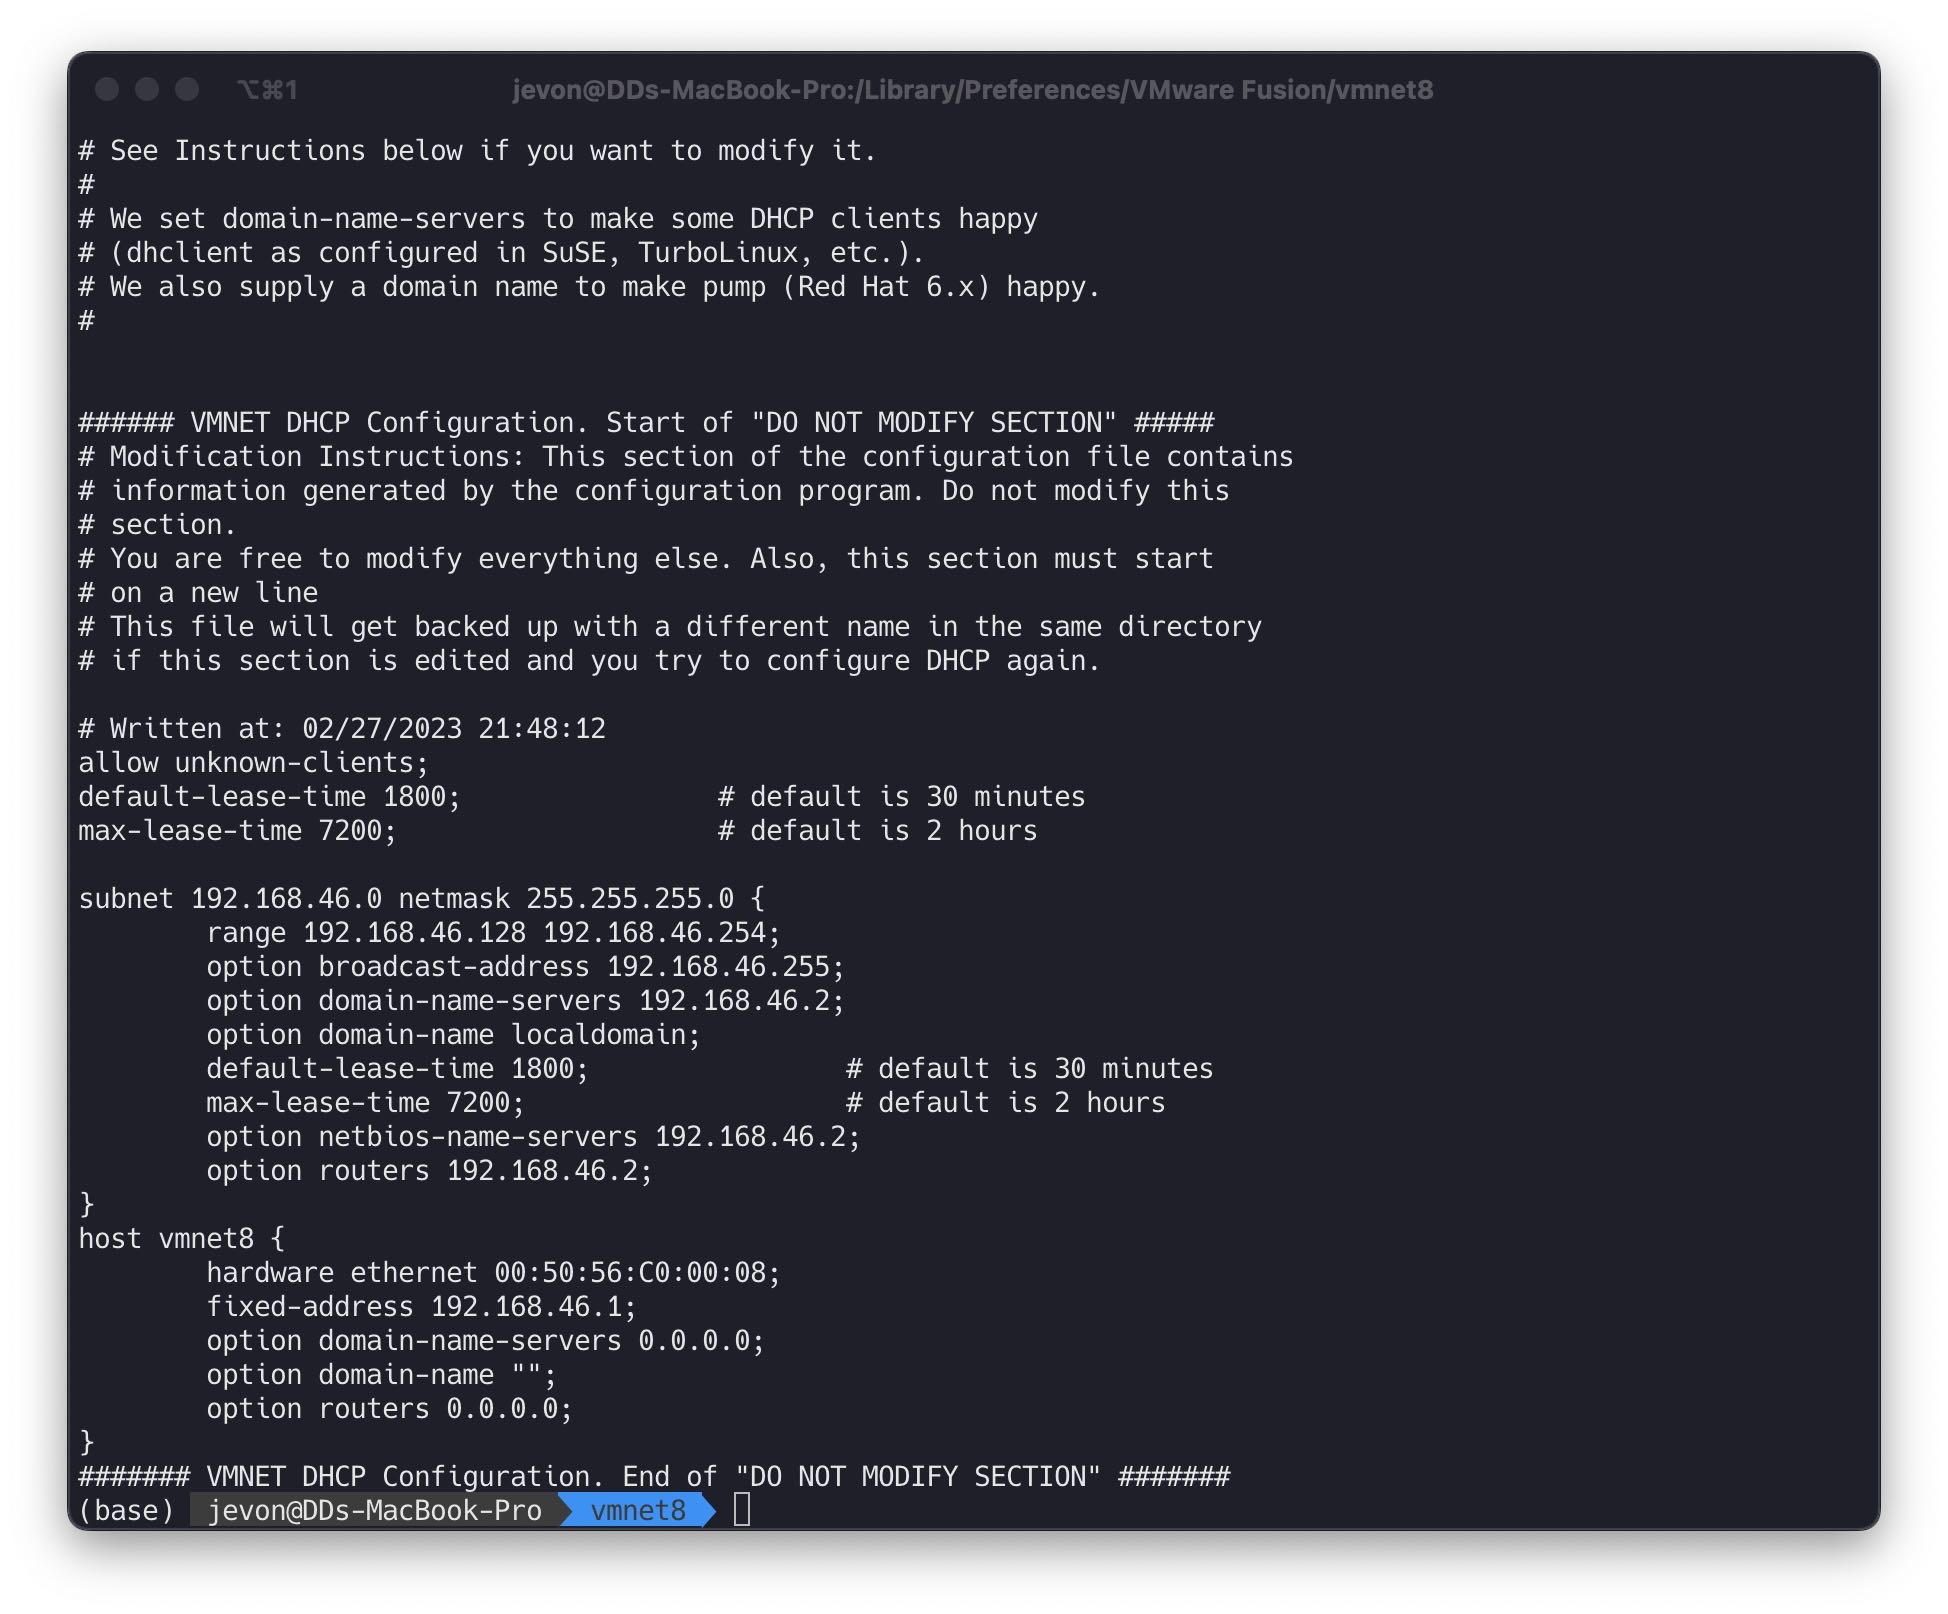 ⌥⌘1 jevon@DDs-MacBook-Pro:/Library/Preferences/VMware Fusion/vmnet8
# See Instructions below if you want to modify it.
#
# We set domain-name-servers to make some DHCP clients happy
# (dhclient as configured in SuSE, TurboLinux, etc.).
# We also supply a domain name to make pump (Red Hat 6.x) happy.
#
###### VMNET DHCP Configuration. Start of "DO NOT MODIFY SECTION" #####
# Modification Instructions: This section of the configuration file contains
# information generated by the configuration program. Do not modify this
# section.
# You are free to modify everything else. Also, this section must start
# on a new line
# This file will get backed up with a different name in the same directory
# if this section is edited and you try to configure DHCP again.
# Written at: 02/27/2023 21:48:12
allow unknown-clients;
default-lease-time 1800;                # default is 30 minutes
max-lease-time 7200;                    # default is 2 hours
subnet 192.168.46.0 netmask 255.255.255.0 {
        range 192.168.46.128 192.168.46.254;
        option broadcast-address 192.168.46.255;
        option domain-name-servers 192.168.46.2;
        option domain-name localdomain;
        default-lease-time 1800;                # default is 30 minutes
        max-lease-time 7200;                    # default is 2 hours
        option netbios-name-servers 192.168.46.2;
        option routers 192.168.46.2;
}
host vmnet8 {
        hardware ethernet 00:50:56:C0:00:08;
        fixed-address 192.168.46.1;
        option domain-name-servers 0.0.0.0;
        option domain-name "";
        option routers 0.0.0.0;
}
####### VMNET DHCP Configuration. End of "DO NOT MODIFY SECTION" #######
(base) jevon@DDs-MacBook-Pro vmnet8